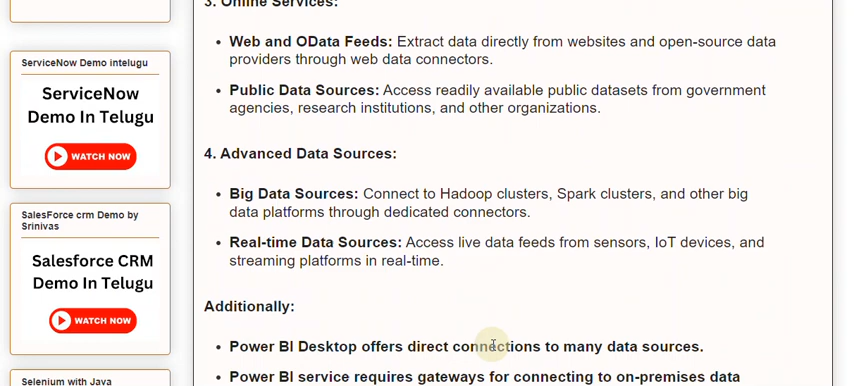 ServiceNow Demo intelugu
ServiceNow
Demo In Telugu
WATCH NOW
SalesForce crm Demo by
Srinivas
Salesforce CRM
Demo In Telugu
WATCH NOW
Selenium with Java
3. Online Services:
• Web and OData Feeds: Extract data directly from websites and open-source data
providers through web data connectors.
• Public Data Sources: Access readily available public datasets from government
agencies, research institutions, and other organizations.
4. Advanced Data Sources:
• Big Data Sources: Connect to Hadoop clusters, Spark clusters, and other big
data platforms through dedicated connectors.
• Real-time Data Sources: Access live data feeds from sensors, IoT devices, and
streaming platforms in real-time.
Additionally:
• Power BI Desktop offers direct connections to many data sources.
• Power BI service requires gateways for connecting to on-premises data